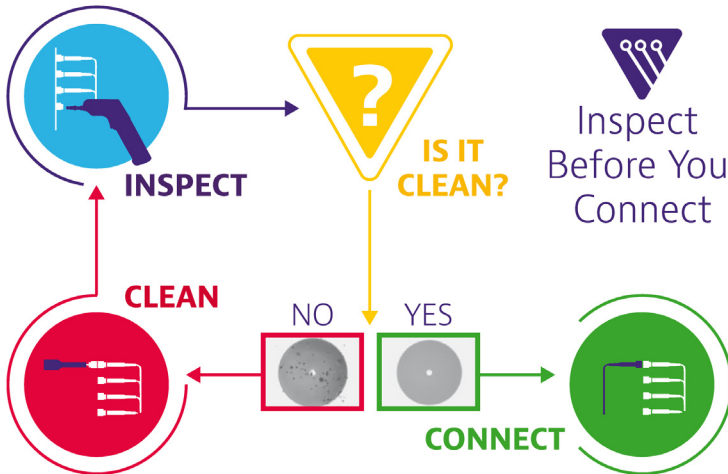 ?
Inspect
Before You
Connect
IS IT
CLEAN?
INSPECT
CLEAN
NO
YES
CONNECT